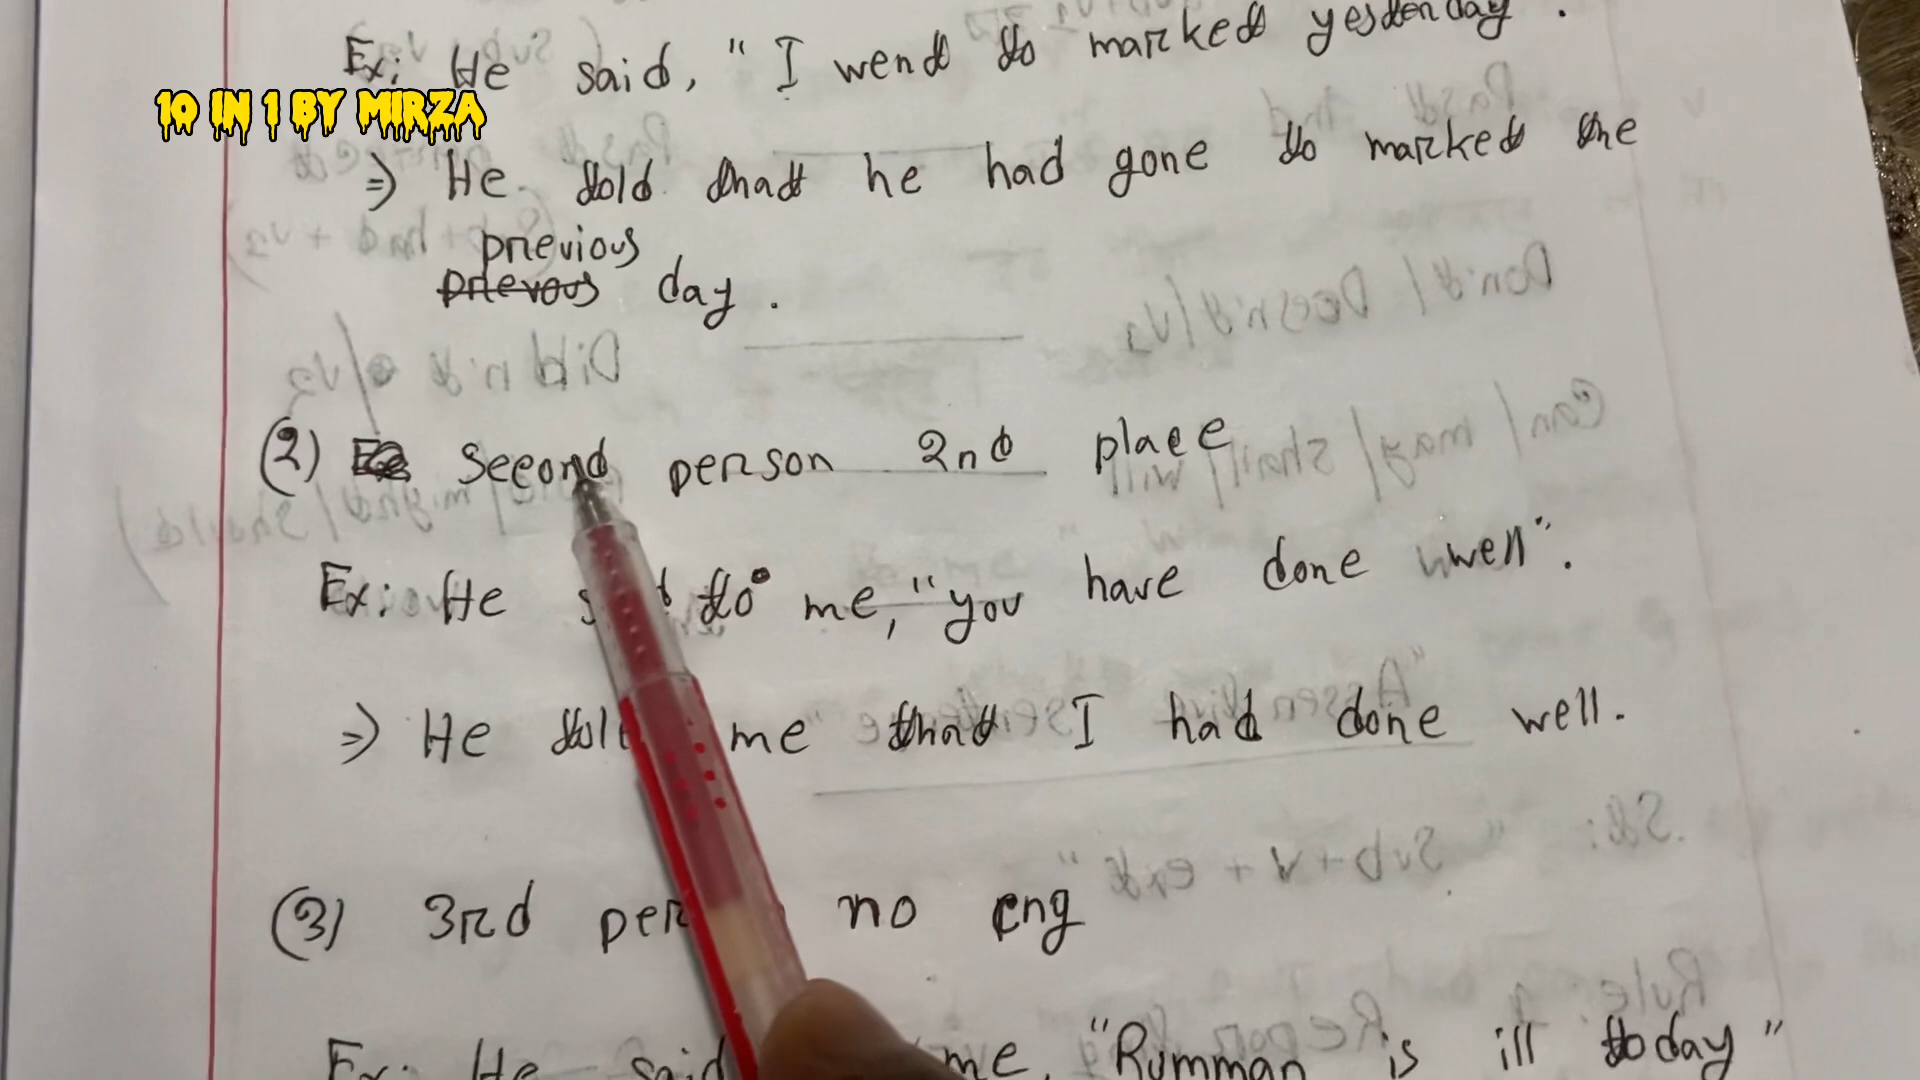 Ex: He said, "I went to market yesterday.
10 IN 1 BY MIRZA
⇒ He told that he had gone to market the
previous
prevous day.
(2) Second person 2nd place
Ex: He to me, "you have done well".
⇒ He told me that I had done well.
(3) 3rd no cng
Ex: He said me, "Rumman is ill today"